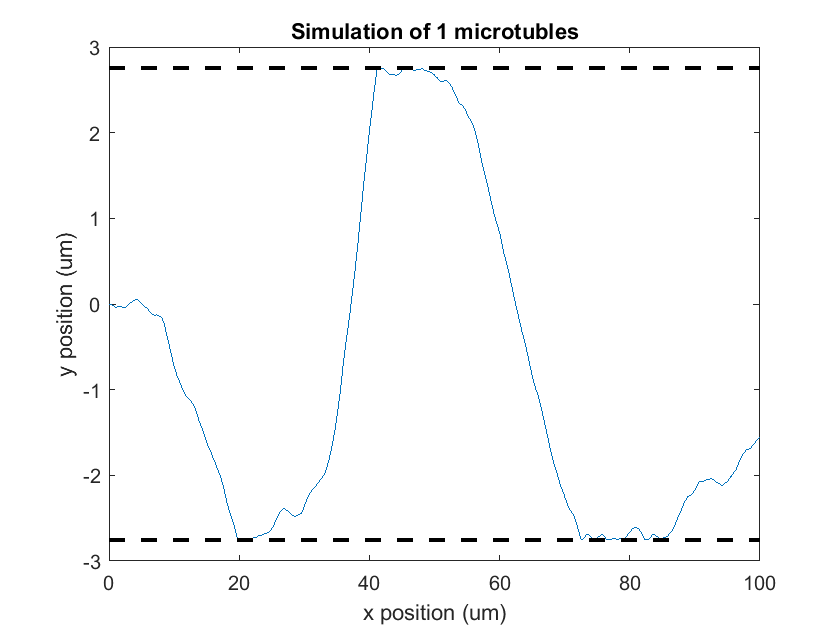 Simulation of 1 microtubles
3
2
1
0
-1
-2
-3
y position (um)
0 20 40 60 80 100
x position (um)